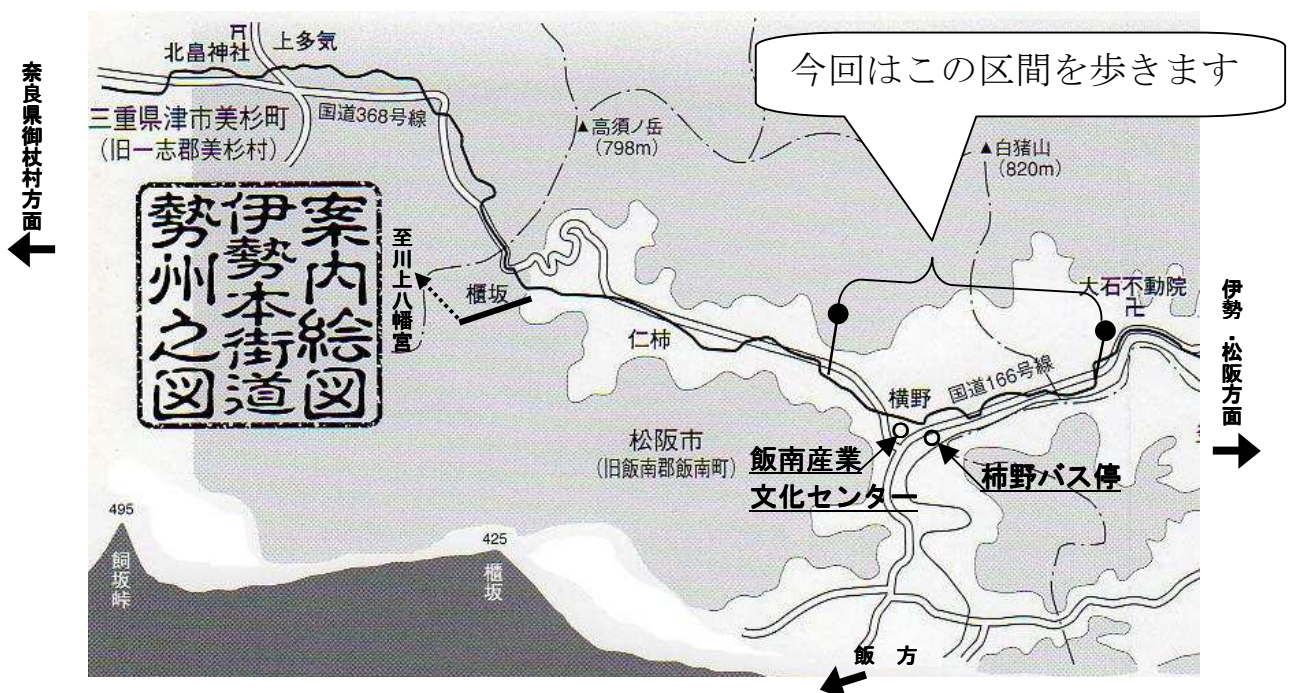 北畠神社
上多気
今回はこの区間を歩きます
奈良県御杖村方面
三重県津市美杉町
(旧一志郡美杉村)
国道368号線
▲高須ノ岳
(798m)
▲白猪山
(820m)
案内絵図
伊勢本街道
勢州之図
至川上八幡宮
櫃坂
仁柿
大石不動院
卍
伊勢・松阪方面
横野
国道166号線
松阪市
(旧飯南郡飯南町)
飯南産業
文化センター
柿野バス停
495
飼坂峠
425
櫃坂
飯 方